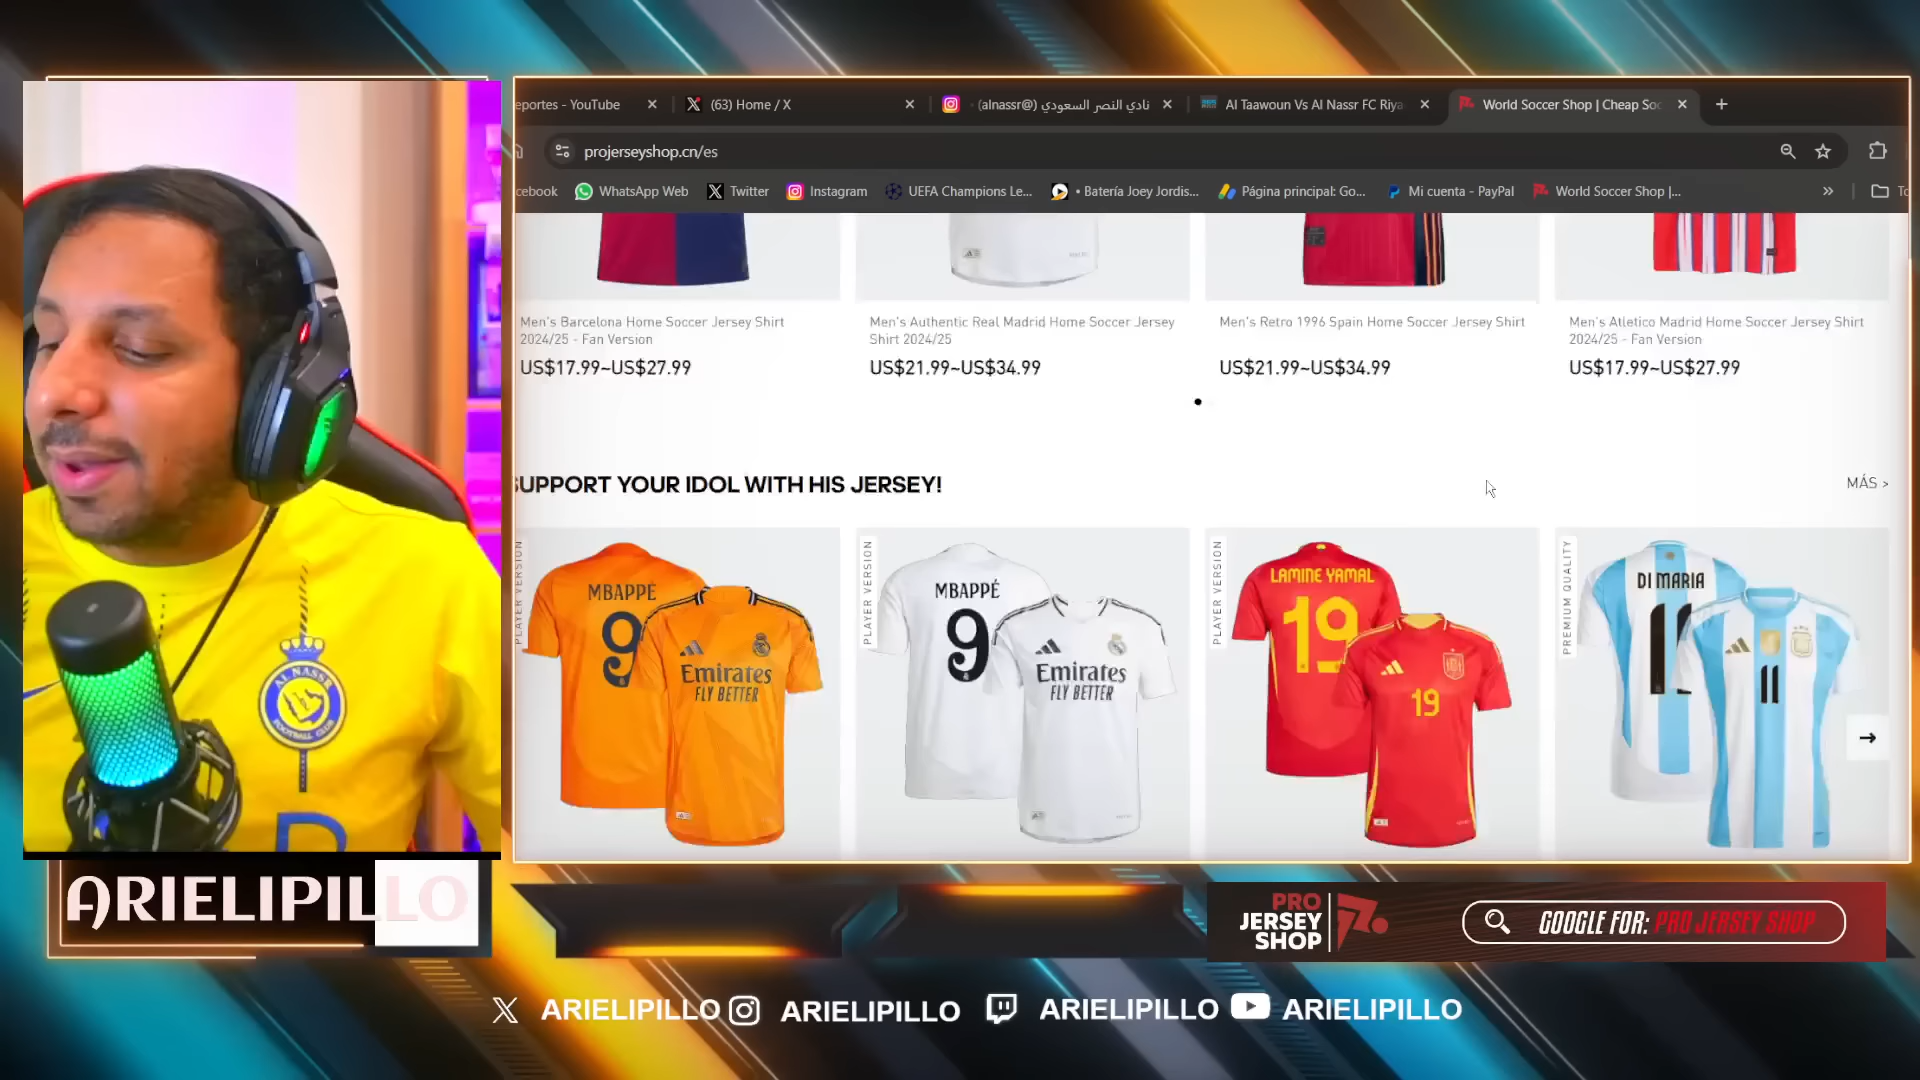 eportes - YouTube
(63) Home / X
نادي النصر السعودي (@alnassr)
Al Taawoun Vs Al Nassr FC Riya
World Soccer Shop | Cheap Soc
projerseyshop.cn/es
cebook
WhatsApp Web
Twitter
Instagram
UEFA Champions Le...
• Batería Joey Jordis...
Página principal: Go...
Mi cuenta - PayPal
World Soccer Shop |...
»
Men's Barcelona Home Soccer Jersey Shirt
2024/25 - Fan Version
US$17.99~US$27.99
Men's Authentic Real Madrid Home Soccer Jersey
Shirt 2024/25
US$21.99~US$34.99
Men's Retro 1996 Spain Home Soccer Jersey Shirt
US$21.99~US$34.99
Men's Atletico Madrid Home Soccer Jersey Shirt
2024/25 - Fan Version
US$17.99~US$27.99
SUPPORT YOUR IDOL WITH HIS JERSEY!
MÁS >
PLAYER VERSION
MBAPPÉ
9
Emirates
FLY BETTER
PLAYER VERSION
MBAPPÉ
9
Emirates
FLY BETTER
PLAYER VERSION
LAMINE YAMAL
19
19
PREMIUM QUALITY
DI MARIA
11
AL NASSR
FOOTBALL CLUB
ARIELIPILLO
PRO
JERSEY
SHOP
GOOGLE FOR: PRO JERSEY SHOP
ARIELIPILLO
ARIELIPILLO
ARIELIPILLO
ARIELIPILLO